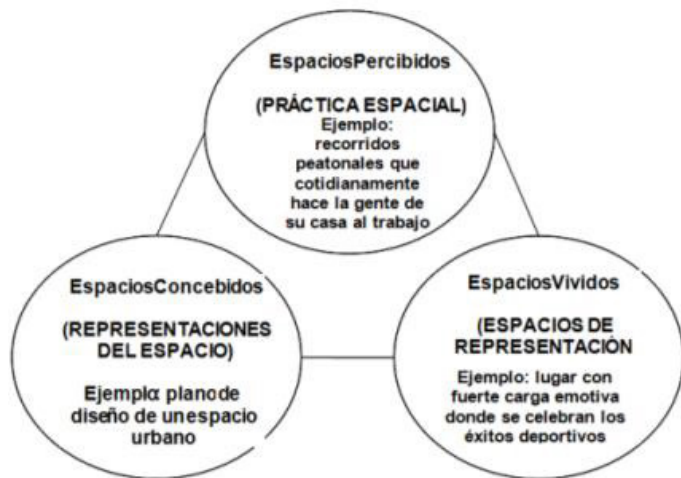 EspaciosPercibidos
(PRÁCTICA ESPACIAL)
Ejemplo:
recorridos
peatonales que
cotidianamente
hace la gente de
su casa al trabajo
EspaciosConcebidos
(REPRESENTACIONES
DEL ESPACIO)
Ejemplα planode
diseño de unespacio
urbano
EspaciosVividos
(ESPACIOS DE
REPRESENTACIÓN
Ejemplo: lugar con
fuerte carga emotiva
donde se celebran los
éxitos deportivos